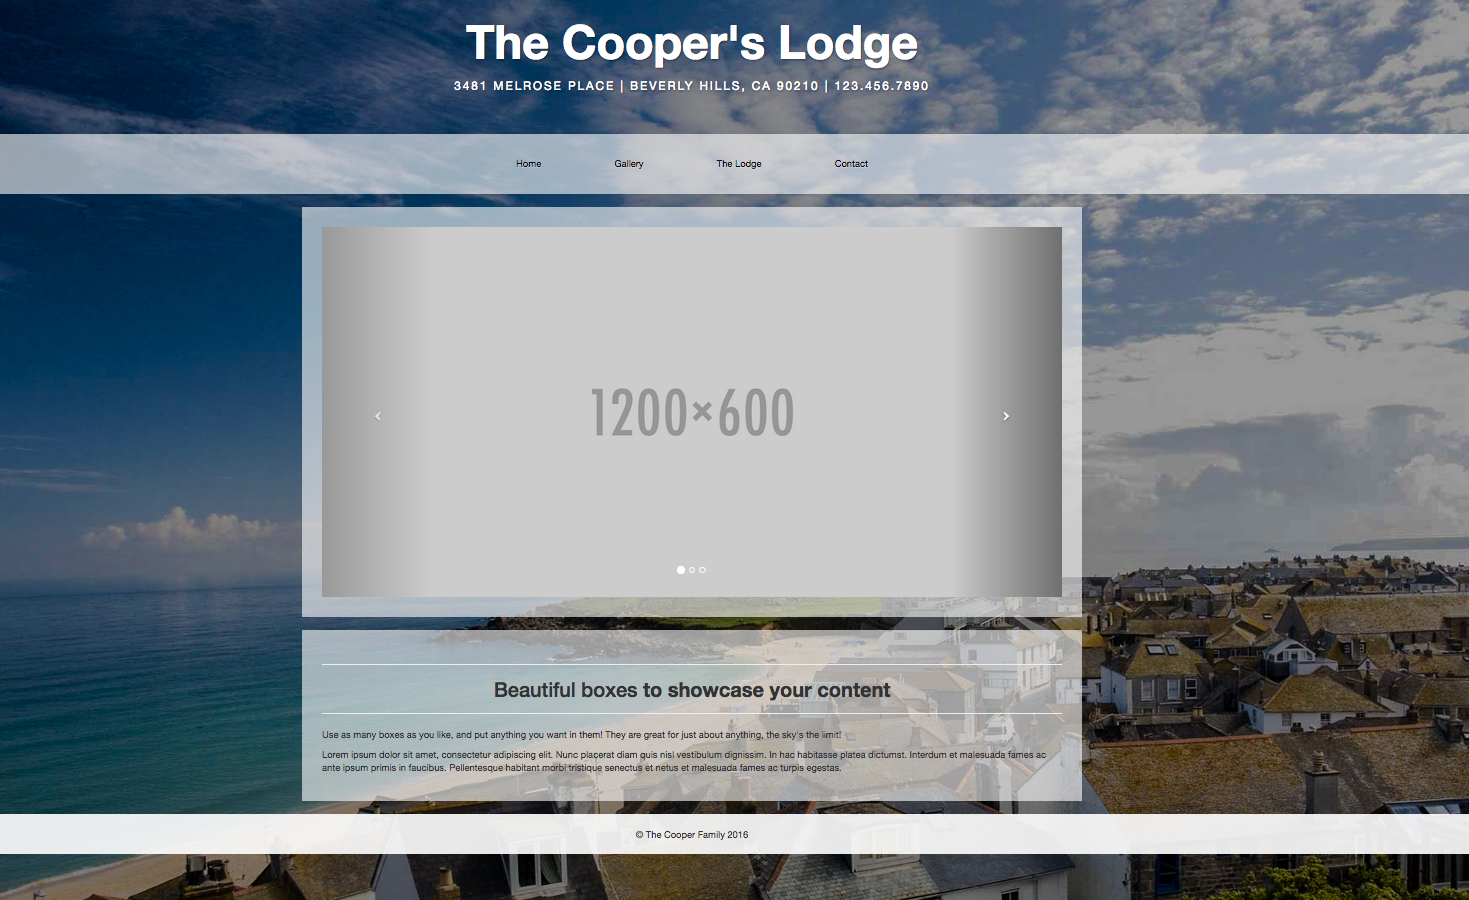 The Cooper's Lodge
3481 MELROSE PLACE | BEVERLY HILLS, CA 90210 | 123.456.7890
Home Gallery The Lodge Contact
1200×600
Beautiful boxes to showcase your content
Use as many boxes as you like, and put anything you want in them! They are great for just about anything, the sky's the limit!
Lorem ipsum dolor sit amet, consectetur adipiscing elit. Nunc placerat diam quis nisl vestibulum dignissim. In hac habitasse platea dictumst. Interdum et malesuada fames ac
ante ipsum primis in faucibus. Pellentesque habitant morbi tristique senectus et netus et malesuada fames ac turpis egestas.
© The Cooper Family 2016